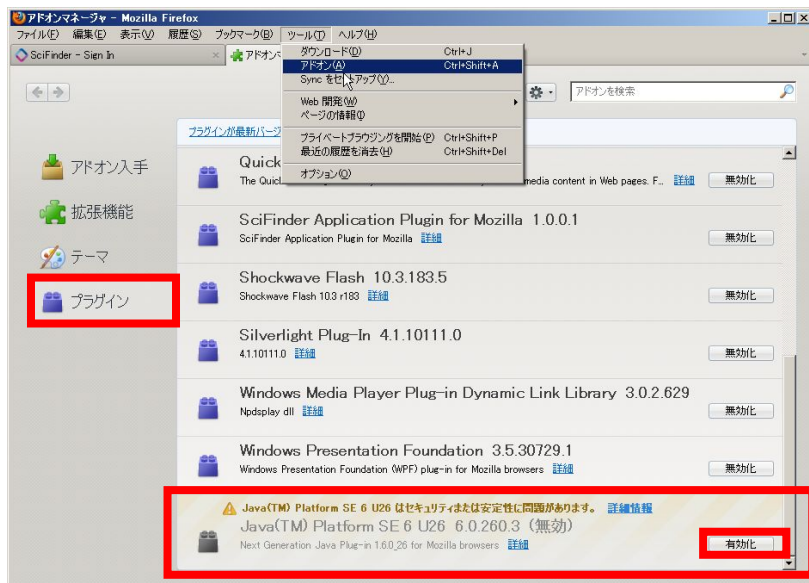 アドオンマネージャ - Mozilla Firefox
ファイル(F) 編集(E) 表示(V) 履歴(S) ブックマーク(B) ツール(T) ヘルプ(H)
SciFinder - Sign In
アドオンマ
ダウンロード(D) Ctrl+J
アドオン(A) Ctrl+Shift+A
Sync をセットアップ(Y)...
Web 開発(W)
ページの情報(I)
プライベートブラウジングを開始(P) Ctrl+Shift+P
最近の履歴を消去(H) Ctrl+Shift+Del
オプション(O)
アドオンを検索
プラグインが最新バージ
アドオン入手
拡張機能
テーマ
プラグイン
Quick
The Quic media content in Web pages. F... 詳細 無効化
SciFinder Application Plugin for Mozilla 1.0.0.1
SciFinder Application Plugin for Mozilla 詳細 無効化
Shockwave Flash 10.3.183.5
Shockwave Flash 10.3 r183 詳細 無効化
Silverlight Plug-In 4.1.10111.0
4.1.10111.0 詳細 無効化
Windows Media Player Plug-in Dynamic Link Library 3.0.2.629
Npdsplay dll 詳細 無効化
Windows Presentation Foundation 3.5.30729.1
Windows Presentation Foundation (WPF) plug-in for Mozilla browsers 詳細 無効化
Java(TM) Platform SE 6 U26 はセキュリティまたは安定性に問題があります。 詳細情報
Java(TM) Platform SE 6 U26 6.0.260.3 (無効)
Next Generation Java Plug-in 1.6.0_26 for Mozilla browsers 詳細 有効化